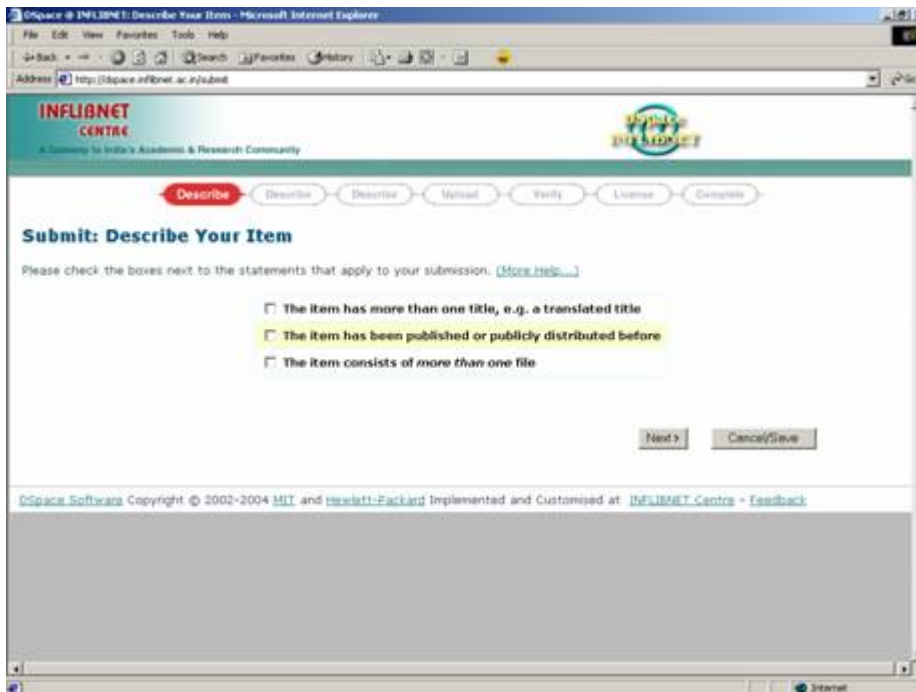 DSpace @ INFLIBNET: Describe Your Item - Microsoft Internet Explorer
File Edit View Favorites Tools Help
Back Search Favorites History
Address http://dspace.inflibnet.ac.in/submit
INFLIBNET
CENTRE
A Gateway to India's Academic & Research Community
Describe Describe Describe Upload Verify License Complete
Submit: Describe Your Item
Please check the boxes next to the statements that apply to your submission. (More Help...)
The item has more than one title, e.g. a translated title
The item has been published or publicly distributed before
The item consists of more than one file
Next > Cancel/Save
DSpace Software Copyright © 2002-2004 MIT and Hewlett-Packard Implemented and Customised at INFLIBNET Centre - Feedback
Internet